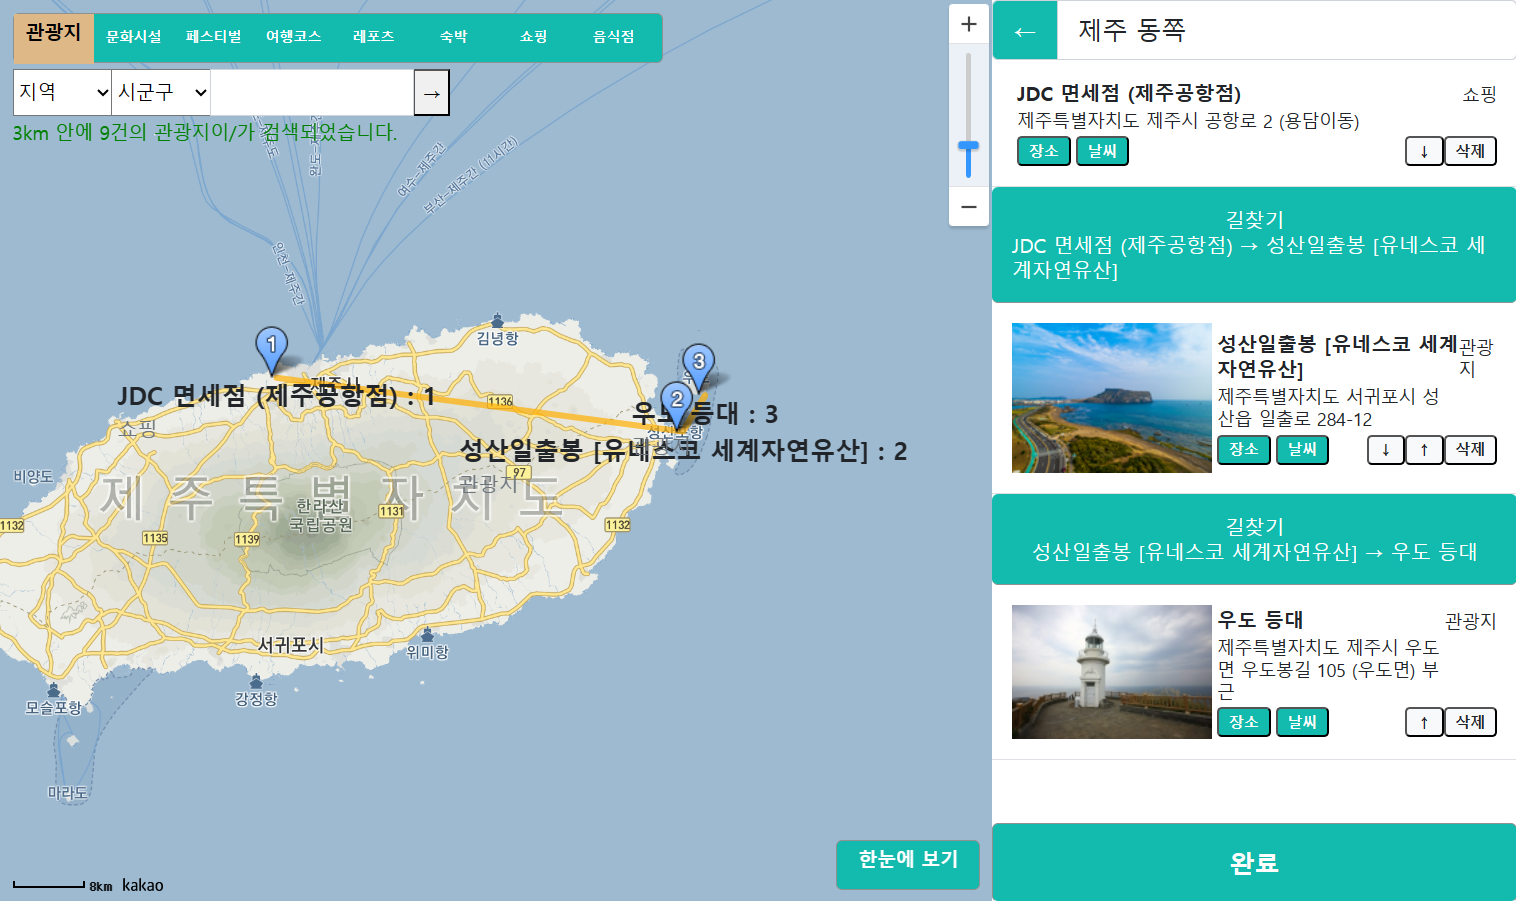 관광지 문화시설 페스티벌 여행코스 레포츠 숙박 쇼핑 음식점
지역 시군구 →
3km 안에 9건의 관광지이/가 검색되었습니다.
여수-제주간
부산-제주간 (11시간)
인천-제주간
김녕항
1
3
2
제주시
JDC 면세점 (제주공항점) : 1
쇼핑
1136
우도 등대 : 3
성산포항
성산일출봉 [유네스코 세계자연유산] : 2
관광지
97
비양도
제주특별자치도
한라산
국립공원
1131
1132
1132
1135
1139
서귀포시
위미항
강정항
모슬포항
마라도
8km kakao
+
−
한눈에 보기
← 제주 동쪽
JDC 면세점 (제주공항점) 쇼핑
제주특별자치도 제주시 공항로 2 (용담이동)
장소 날씨 ↓ 삭제
길찾기
JDC 면세점 (제주공항점) → 성산일출봉 [유네스코 세
계자연유산]
성산일출봉 [유네스코 세계 관광
자연유산] 지
제주특별자치도 서귀포시 성
산읍 일출로 284-12
장소 날씨 ↓ ↑ 삭제
길찾기
성산일출봉 [유네스코 세계자연유산] → 우도 등대
우도 등대 관광지
제주특별자치도 제주시 우도
면 우도봉길 105 (우도면) 부
근
장소 날씨 ↑ 삭제
완료